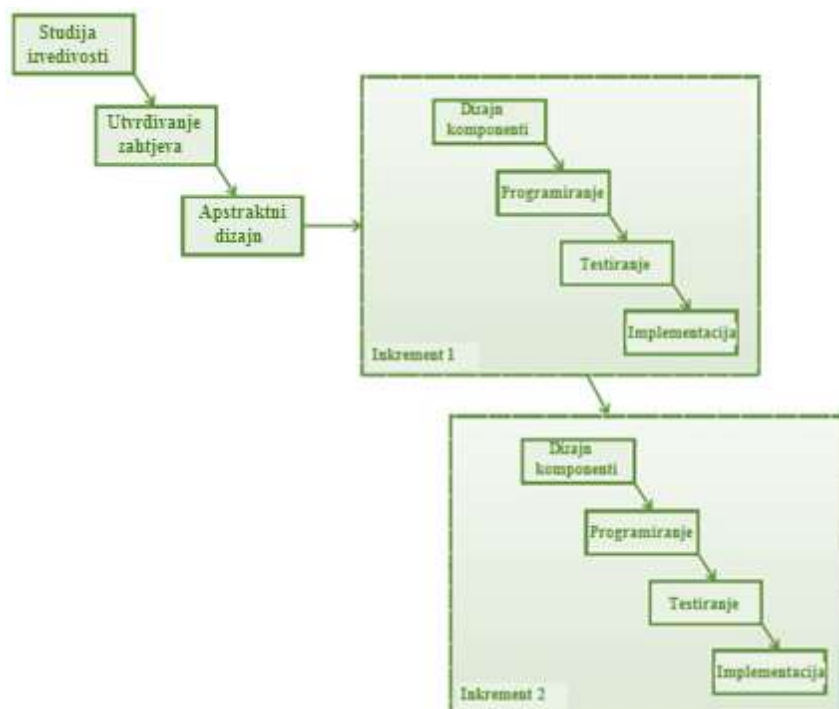 Studija
izvedivosti
Utvrđivanje
zahtjeva
Apstraktni
dizajn
Dizajn
komponenti
Programiranje
Testiranje
Implementacija
Inkrement 1
Dizajn
komponenti
Programiranje
Testiranje
Implementacija
Inkrement 2